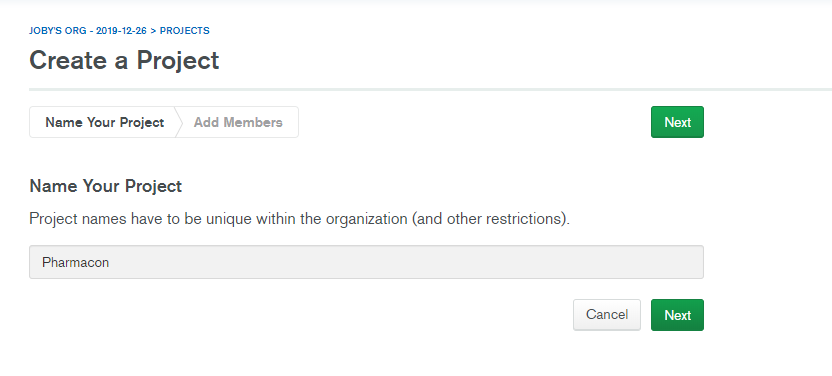 JOBY'S ORG - 2019-12-26 > PROJECTS
Create a Project
Name Your Project
Add Members
Next
Name Your Project
Project names have to be unique within the organization (and other restrictions).
Pharmacon
Cancel
Next